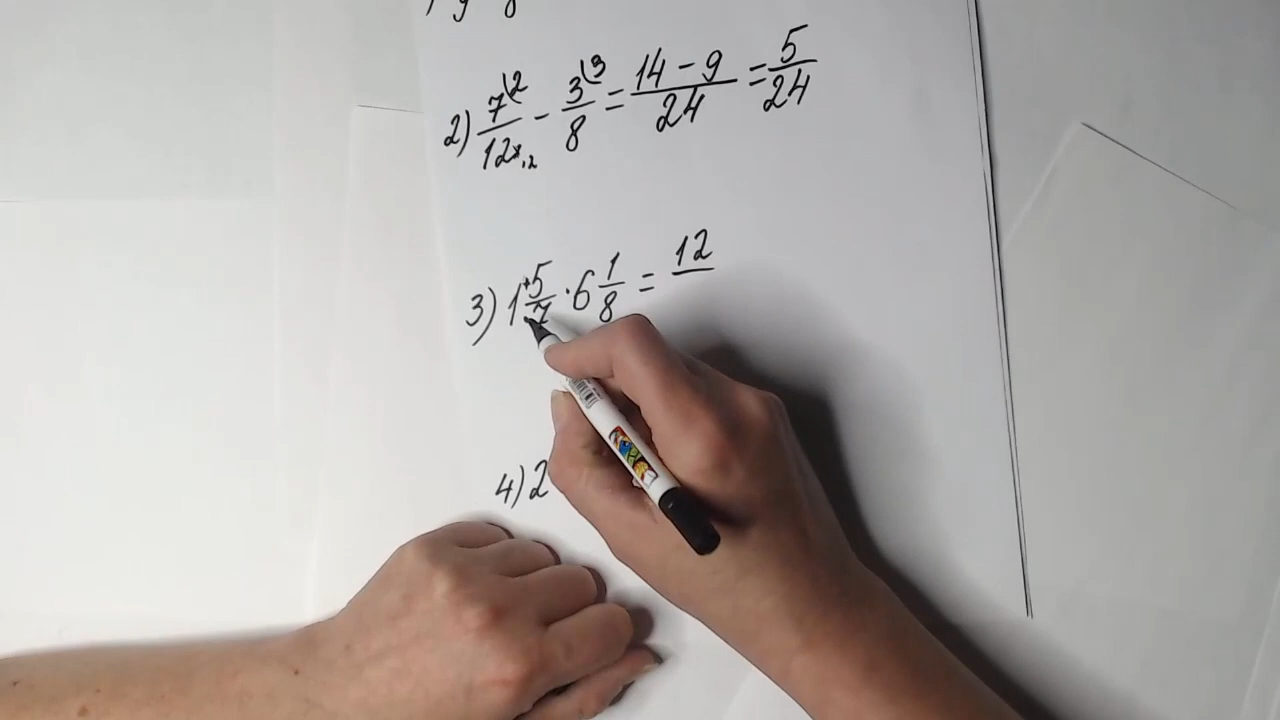 2) 7/12 - 3/8 = 14-9/24 = 5/24
3) 1 5/7 · 6 1/8 = 12
4) 2